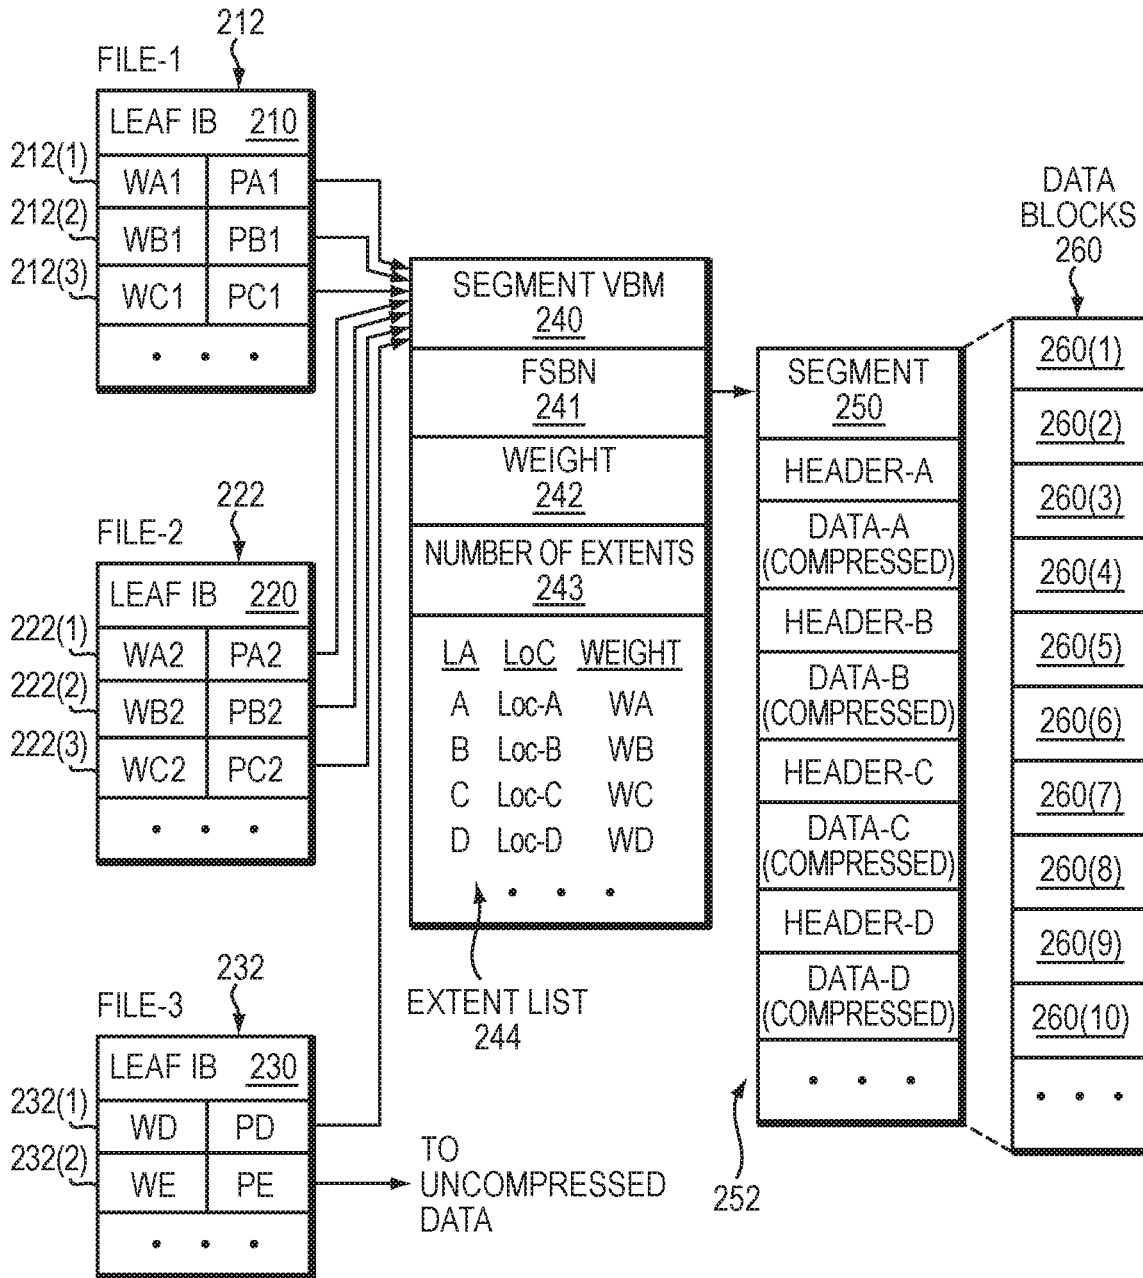 212
FILE-1
LEAF IB 210
212(1)
WA1 PA1
212(2)
WB1 PB1
212(3)
WC1 PC1
• • •
222
FILE-2
LEAF IB 220
222(1)
WA2 PA2
222(2)
WB2 PB2
222(3)
WC2 PC2
• • •
232
FILE-3
LEAF IB 230
232(1)
WD PD
232(2)
WE PE
• • •
TO
UNCOMPRESSED
DATA
SEGMENT VBM
240
FSBN
241
WEIGHT
242
NUMBER OF EXTENTS
243
LA LoC WEIGHT
A Loc-A WA
B Loc-B WB
C Loc-C WC
D Loc-D WD
• • •
EXTENT LIST
244
SEGMENT
250
HEADER-A
DATA-A
(COMPRESSED)
HEADER-B
DATA-B
(COMPRESSED)
HEADER-C
DATA-C
(COMPRESSED)
HEADER-D
DATA-D
(COMPRESSED)
• • •
252
DATA
BLOCKS
260
260(1)
260(2)
260(3)
260(4)
260(5)
260(6)
260(7)
260(8)
260(9)
260(10)
• • •